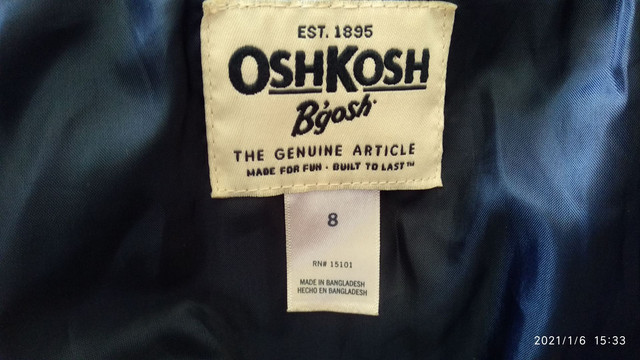 EST. 1895
OSHKOSH
B'gosh
THE GENUINE ARTICLE
MADE FOR FUN · BUILT TO LAST™
8
RN# 15101
MADE IN BANGLADESH
HECHO EN BANGLADESH
2021/1/6 15:33